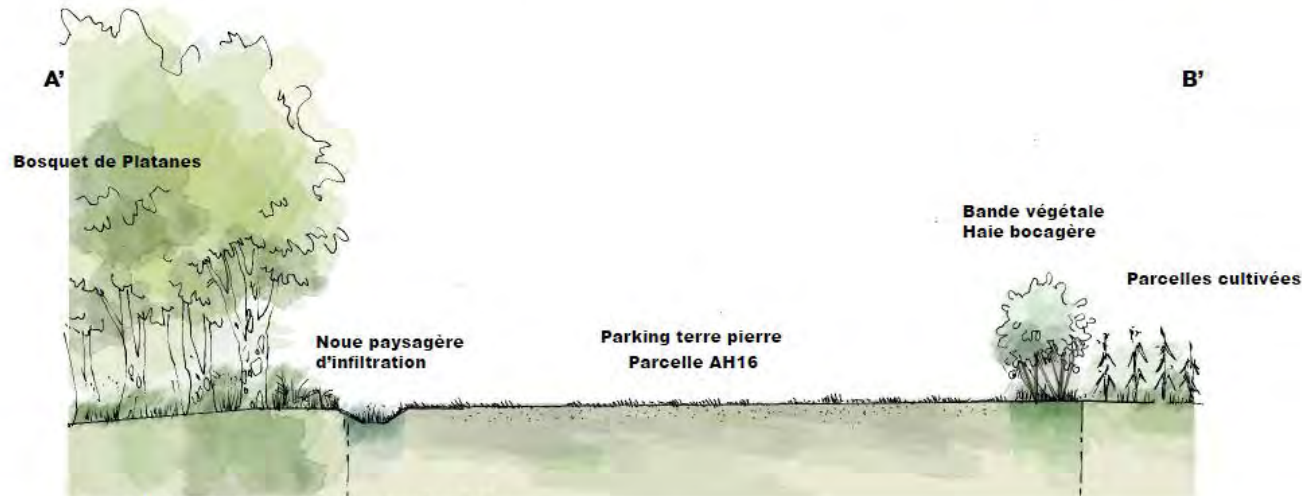 A'
B'
Bosquet de Platanes
Bande végétale
Haie bocagère
Parcelles cultivées
Noue paysagère
d'infiltration
Parking terre pierre
Parcelle AH16